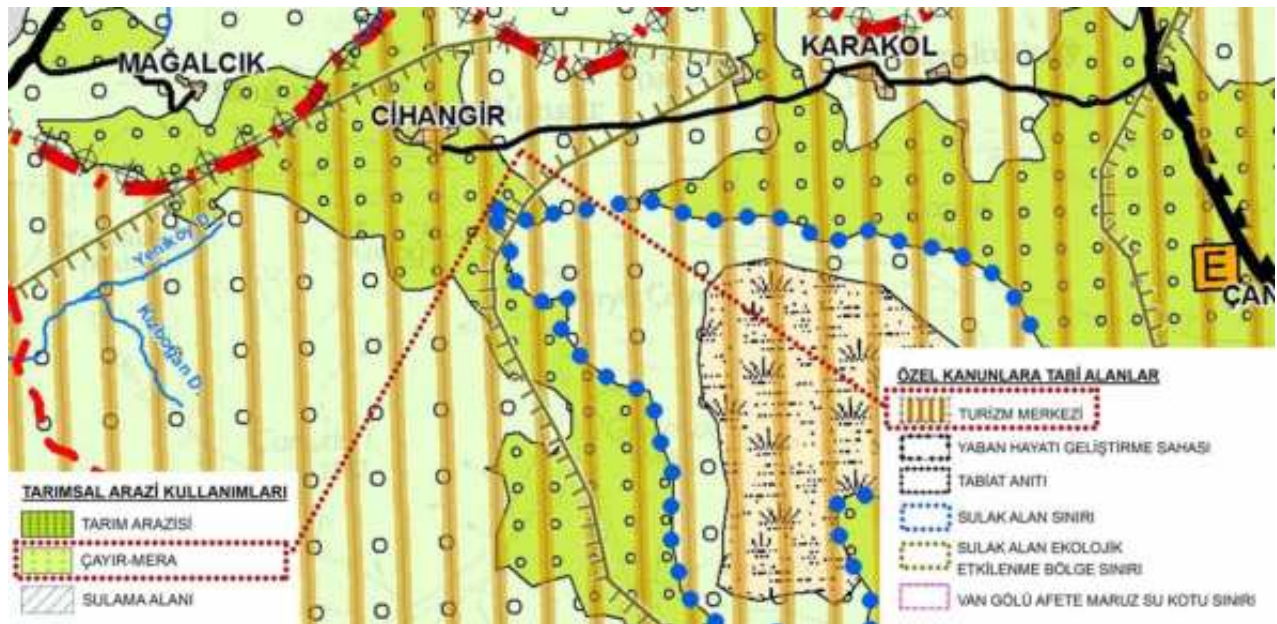 MAĞALCIK
CİHANGİR
KARAKOL
Yeniköy D.
Kızboğan D.
E
ÇAN
TARIMSAL ARAZİ KULLANIMLARI
TARIM ARAZİSİ
ÇAYIR-MERA
SULAMA ALANI
ÖZEL KANUNLARA TABİ ALANLAR
TURİZM MERKEZİ
YABAN HAYATI GELİŞTİRME SAHASI
TABİAT ANITI
SULAK ALAN SINIRI
SULAK ALAN EKOLOJİK
ETKİLENME BÖLGE SINIRI
VAN GÖLÜ AFETE MARUZ SU KOTU SINIRI